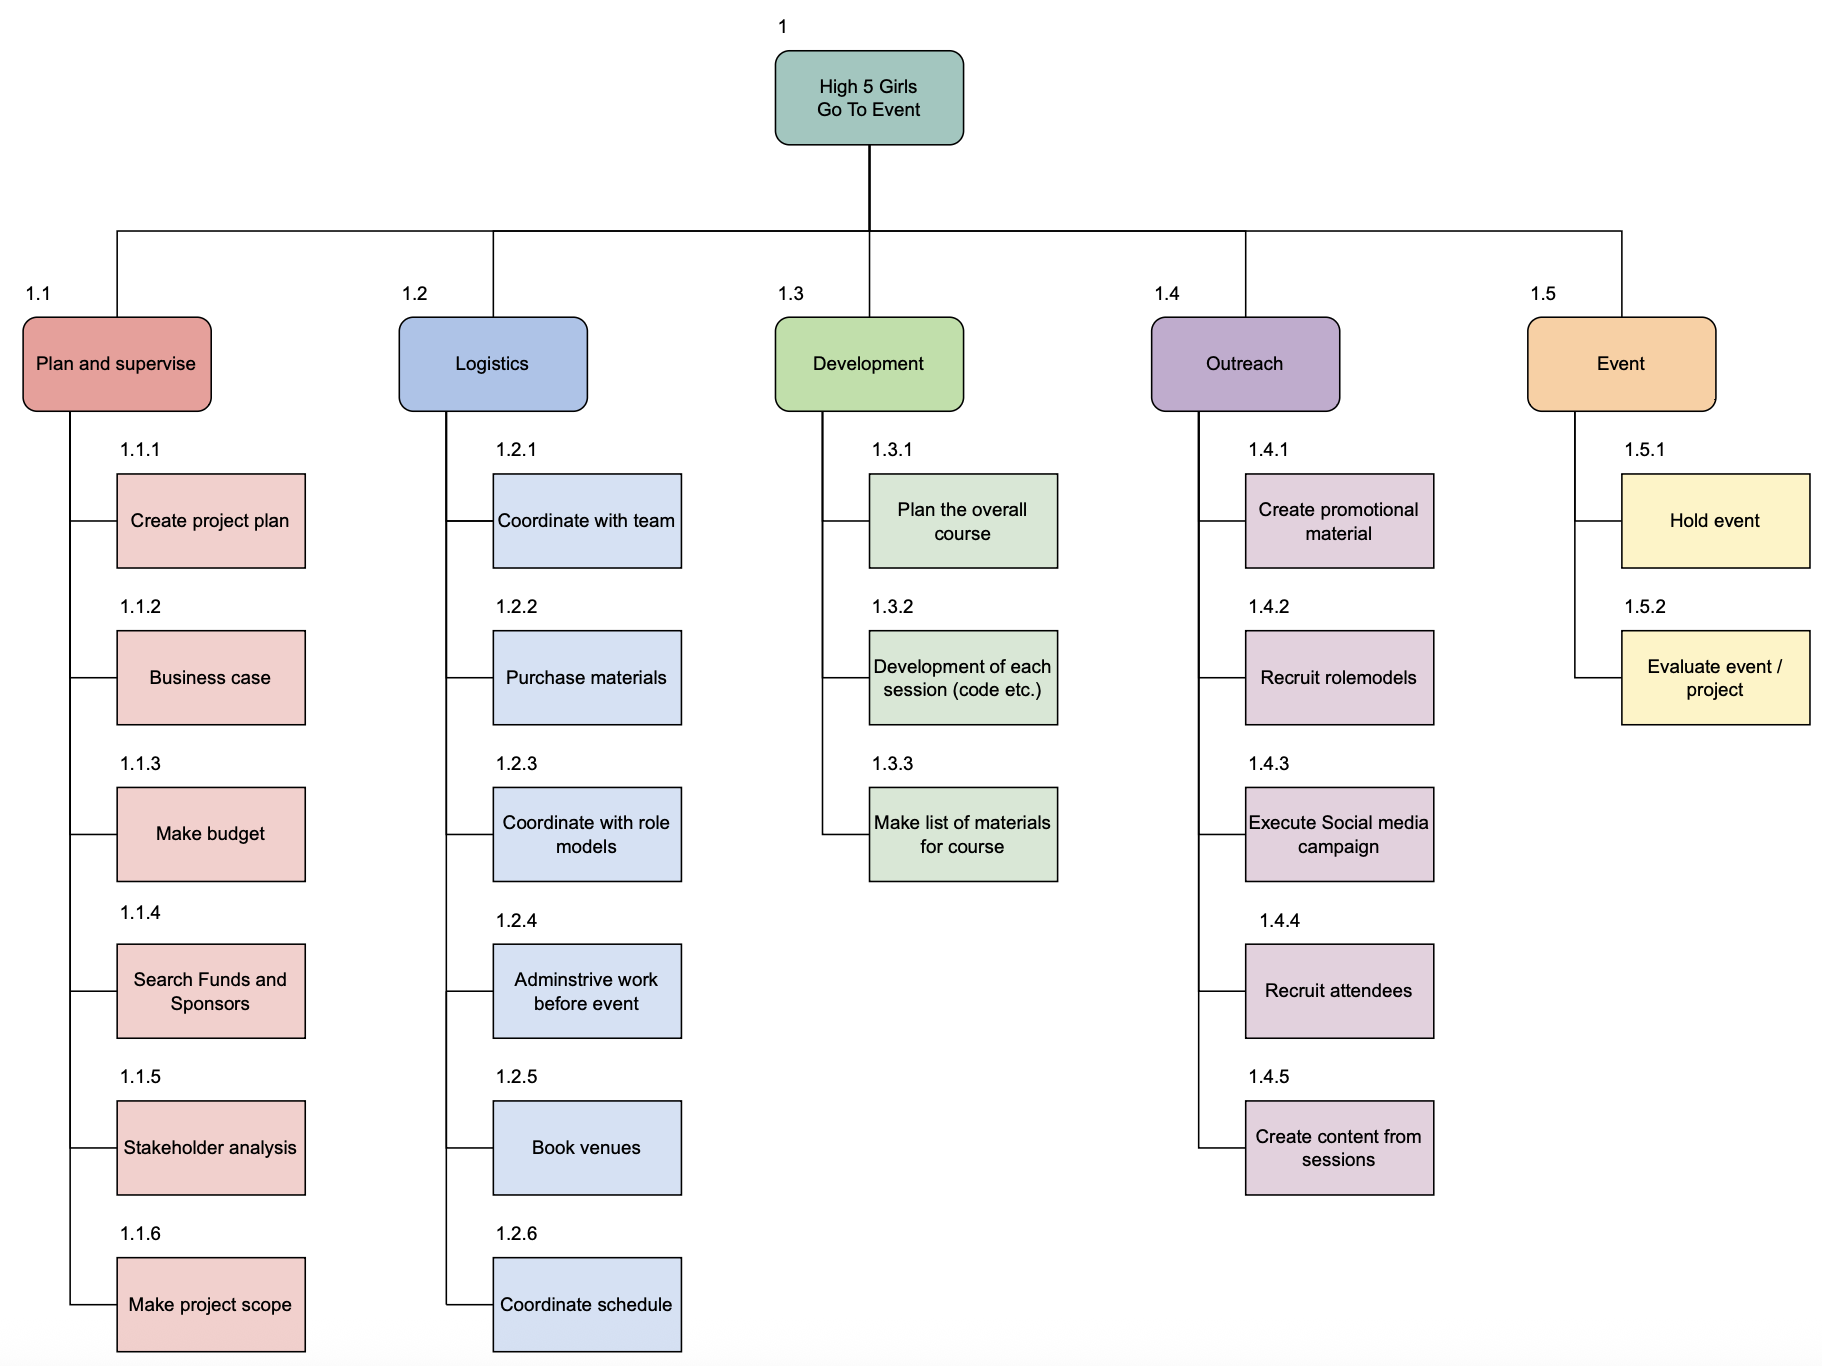 1
High 5 Girls
Go To Event
1.1
Plan and supervise
1.1.1
Create project plan
1.1.2
Business case
1.1.3
Make budget
1.1.4
Search Funds and
Sponsors
1.1.5
Stakeholder analysis
1.1.6
Make project scope
1.2
Logistics
1.2.1
Coordinate with team
1.2.2
Purchase materials
1.2.3
Coordinate with role
models
1.2.4
Adminstrive work
before event
1.2.5
Book venues
1.2.6
Coordinate schedule
1.3
Development
1.3.1
Plan the overall
course
1.3.2
Development of each
session (code etc.)
1.3.3
Make list of materials
for course
1.4
Outreach
1.4.1
Create promotional
material
1.4.2
Recruit rolemodels
1.4.3
Execute Social media
campaign
1.4.4
Recruit attendees
1.4.5
Create content from
sessions
1.5
Event
1.5.1
Hold event
1.5.2
Evaluate event /
project